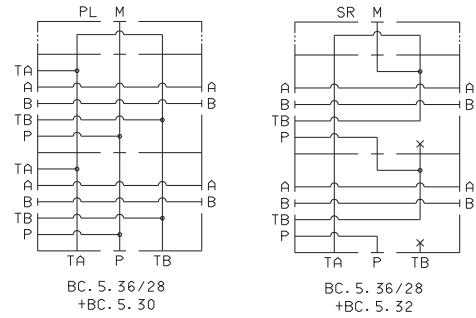 PL M
TA
A A
B B
TB
P
TA
A A
B B
TB
P
TA P TB
BC.5.36/28
+BC.5.30
SR M
A A
B B
TB
P
A A
B B
TB
P
TA P TB
BC.5.36/28
+BC.5.32